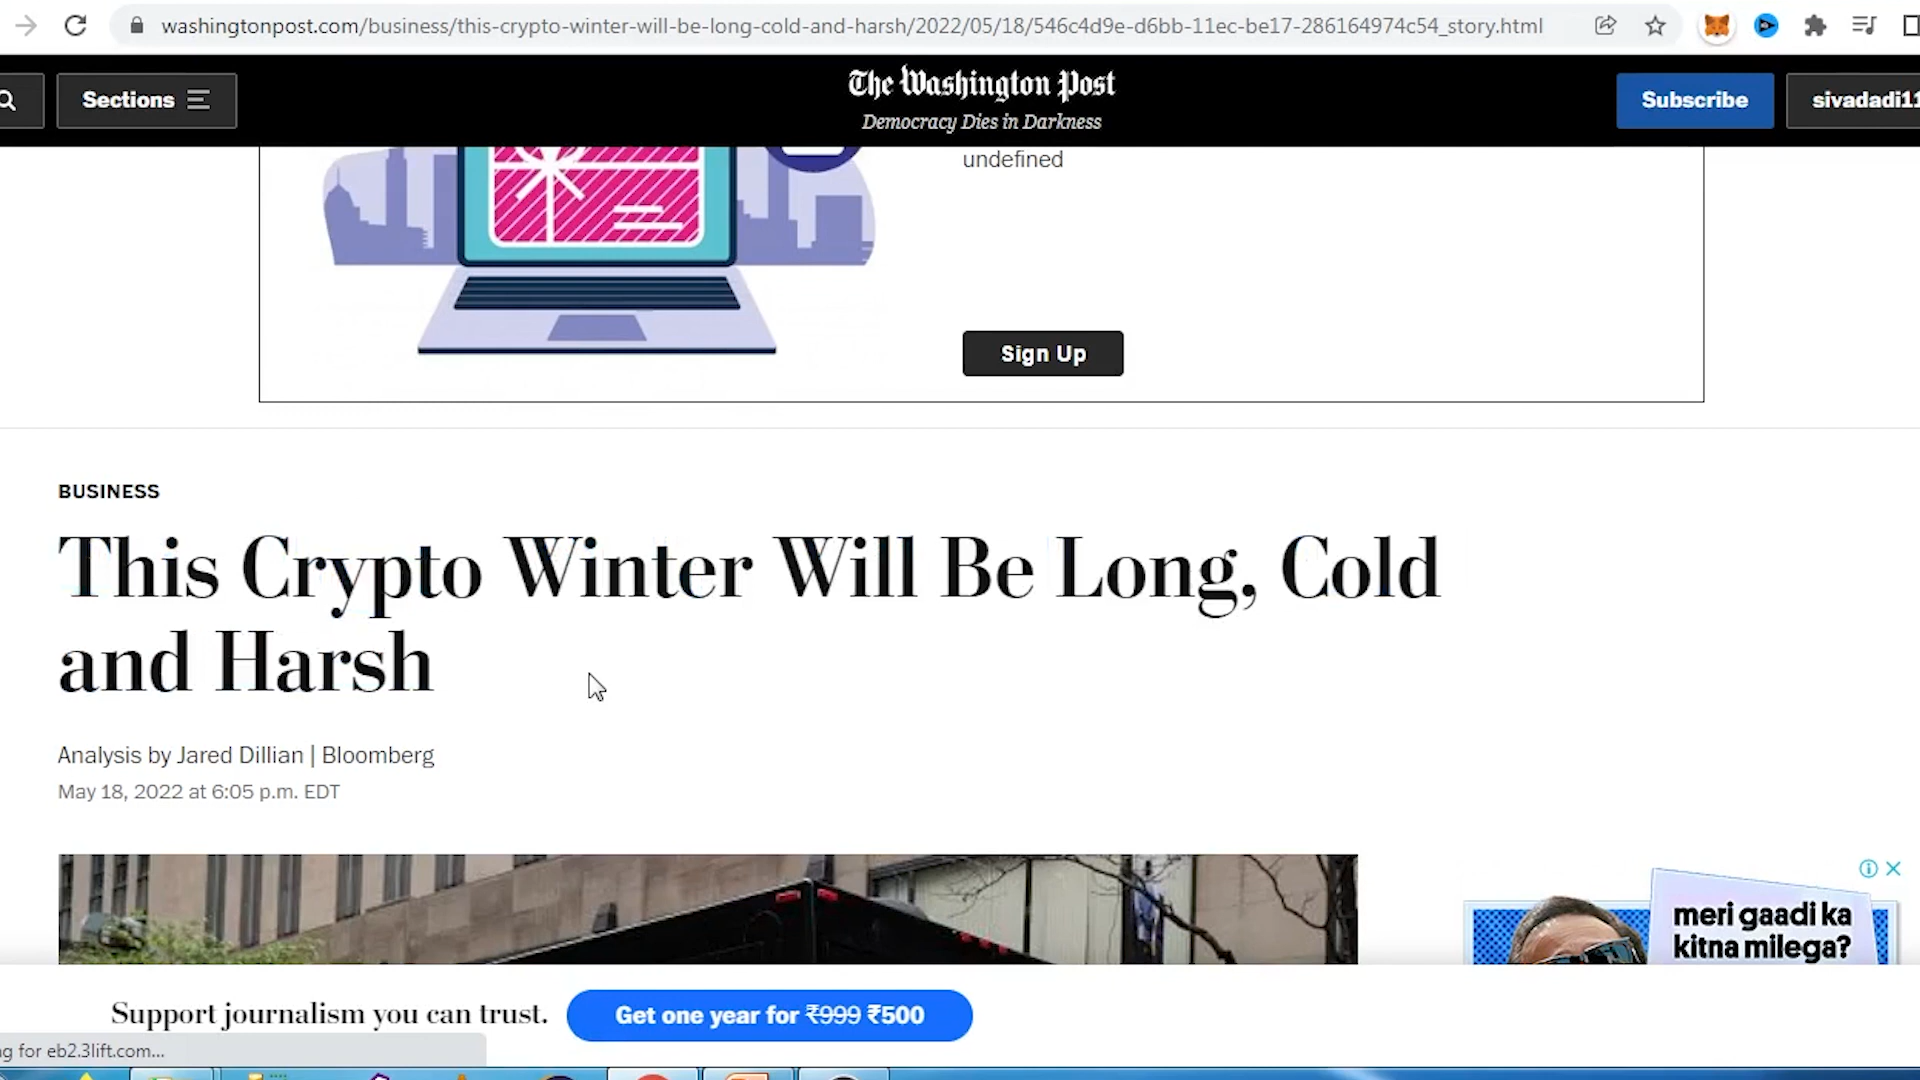 washingtonpost.com/business/this-crypto-winter-will-be-long-cold-and-harsh/2022/05/18/546c4d9e-d6bb-11ec-be17-286164974c54_story.html
Sections
The Washington Post
Democracy Dies in Darkness
Subscribe
sivadadi11
undefined
Sign Up
BUSINESS
This Crypto Winter Will Be Long, Cold
and Harsh
Analysis by Jared Dillian | Bloomberg
May 18, 2022 at 6:05 p.m. EDT
meri gaadi ka
kitna milega?
Support journalism you can trust.
Get one year for ₹999 ₹500
g for eb2.3lift.com...